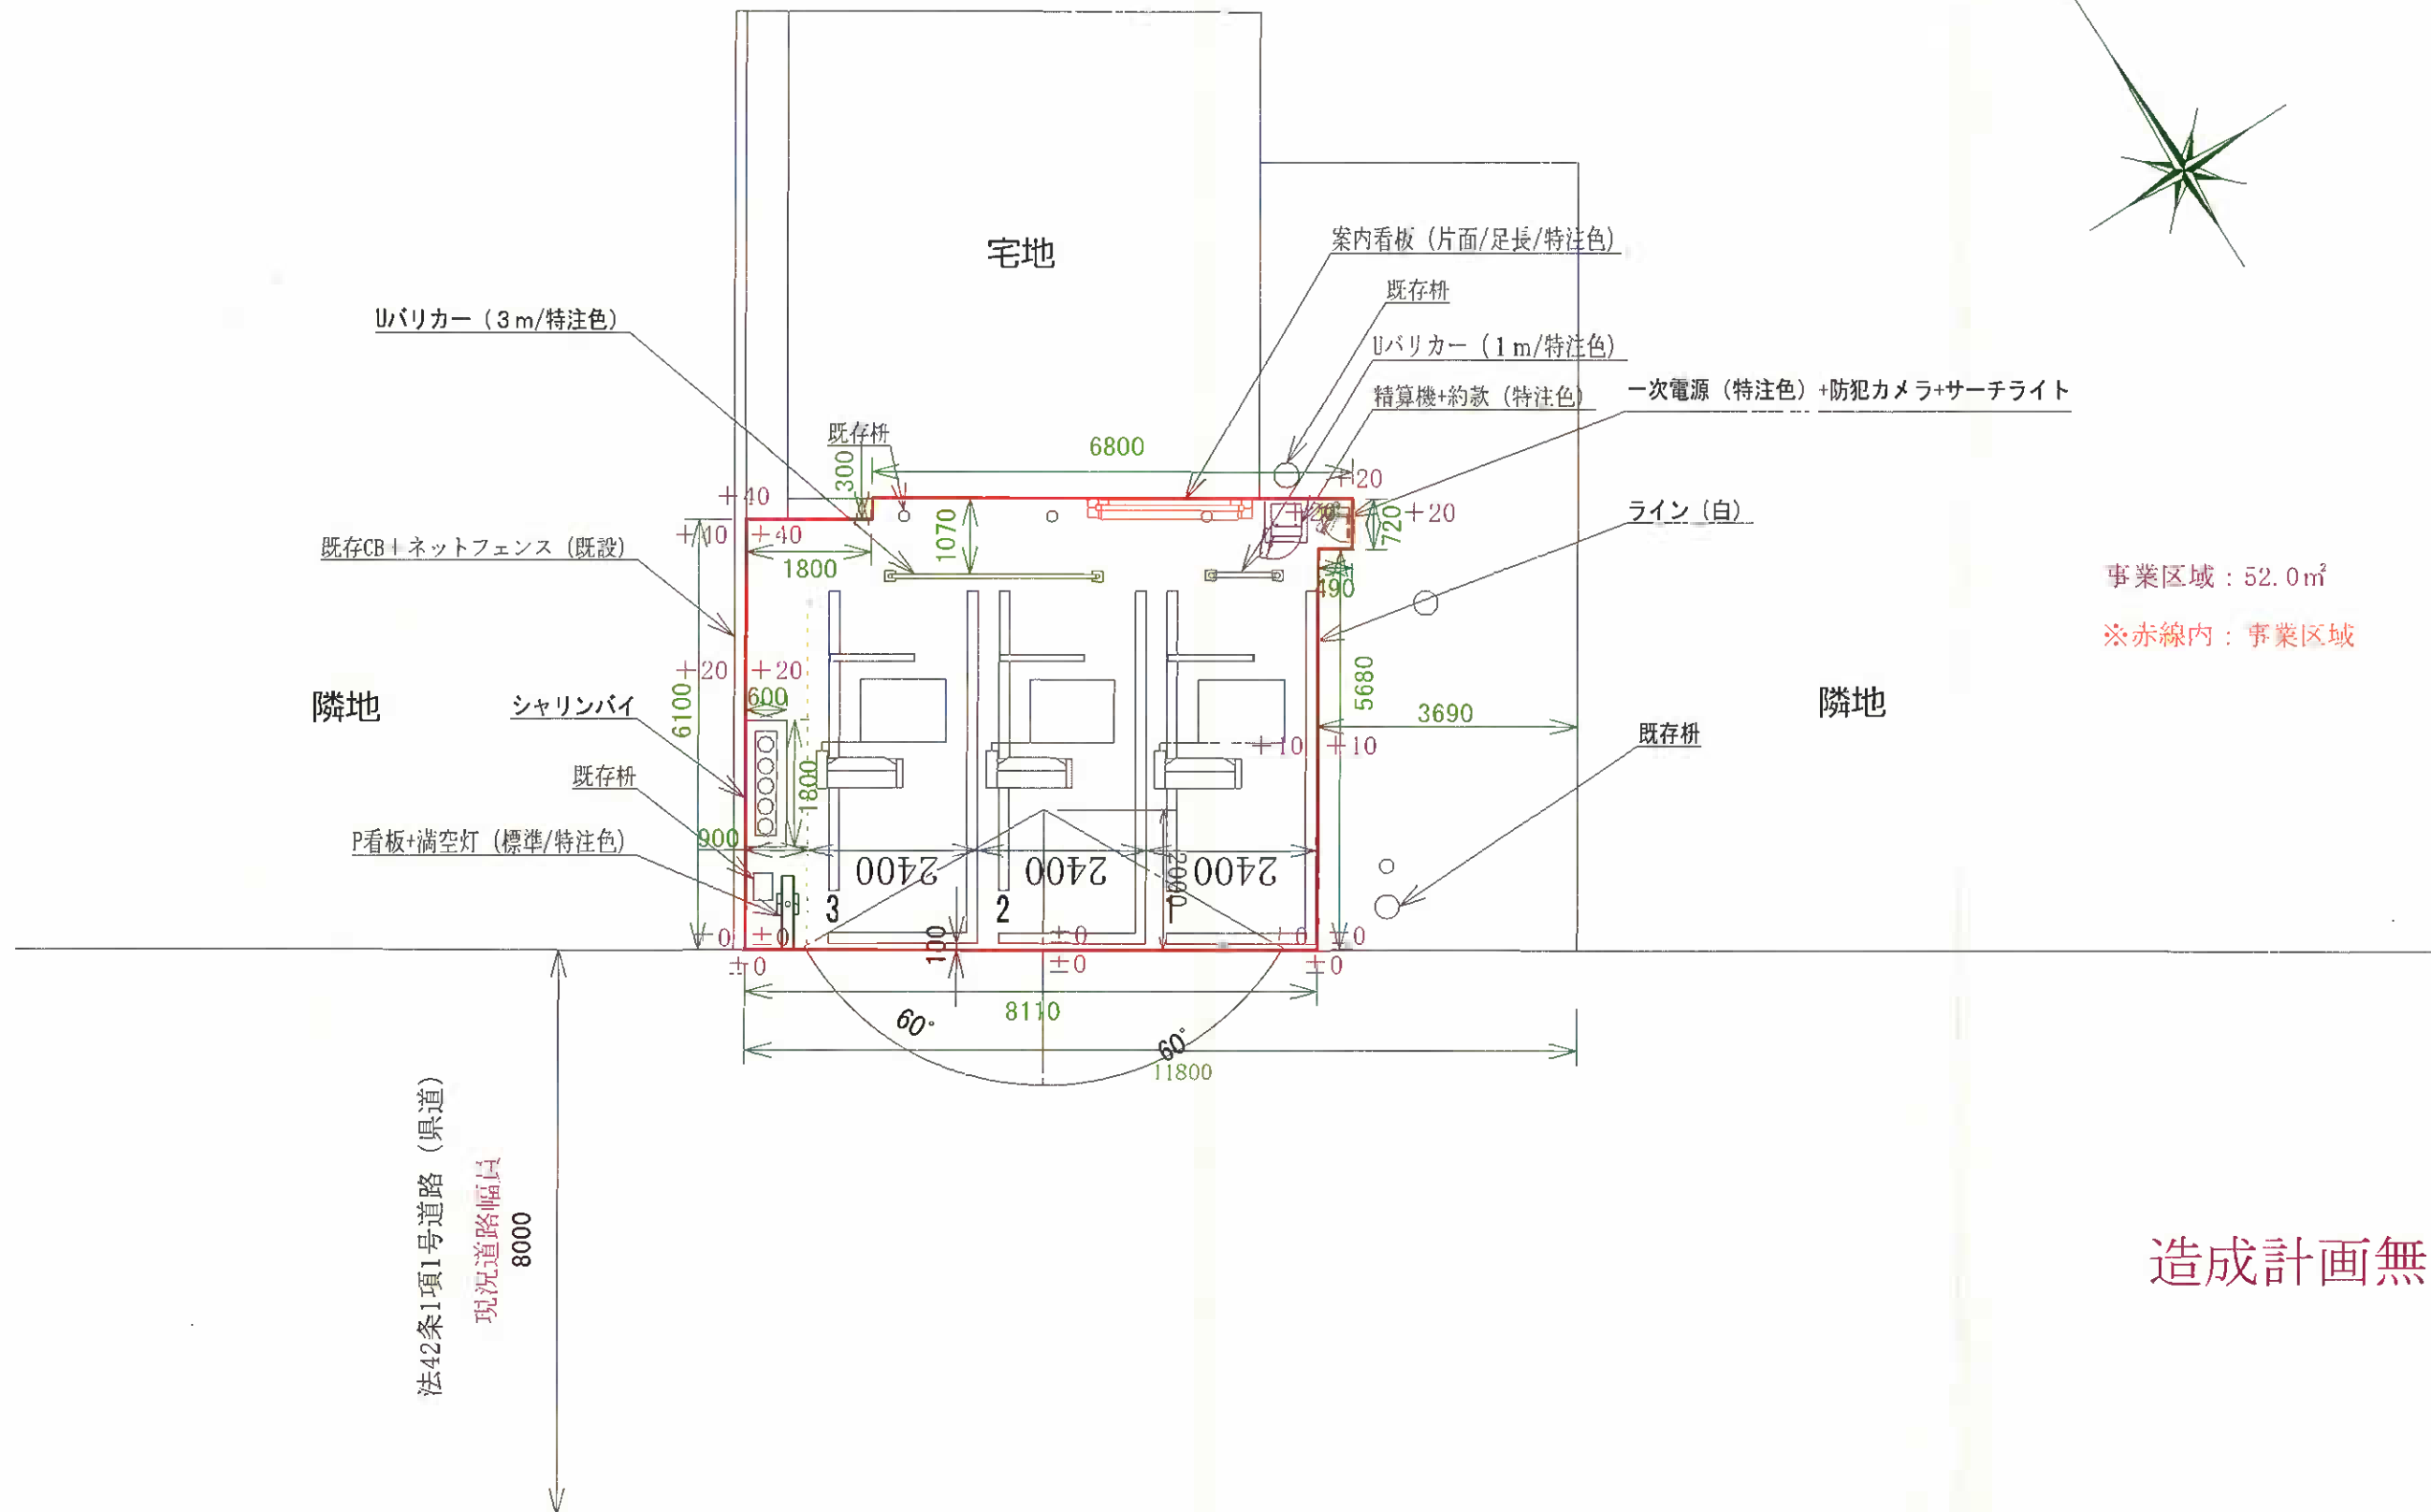 宅地
案内看板（片面/足長/特注色）
既存枡
Uバリカー（3m/特注色）
Uバリカー（1m/特注色）
精算機+約款（特注色）
一次電源（特注色）+防犯カメラ+サーチライト
既存枡
6800
300
+20
+40
+40
+40
1070
+20
720
+20
ライン（白）
既存CB+ネットフェンス（既設）
1800
490
事業区域：52.0㎡
※赤線内：事業区域
+20
+20
600
6100
5680
隣地
シャリンバイ
3690
隣地
+10
+10
既存枡
既存枡
1800
P看板+満空灯（標準/特注色）
900
2400
2400
2400
2000
3
2
1
±0
±0
±0
±0
100
±0
±0
±0
8110
60°
60°
11800
法42条1項1号道路（県道）
現況道路幅員
8000
造成計画無